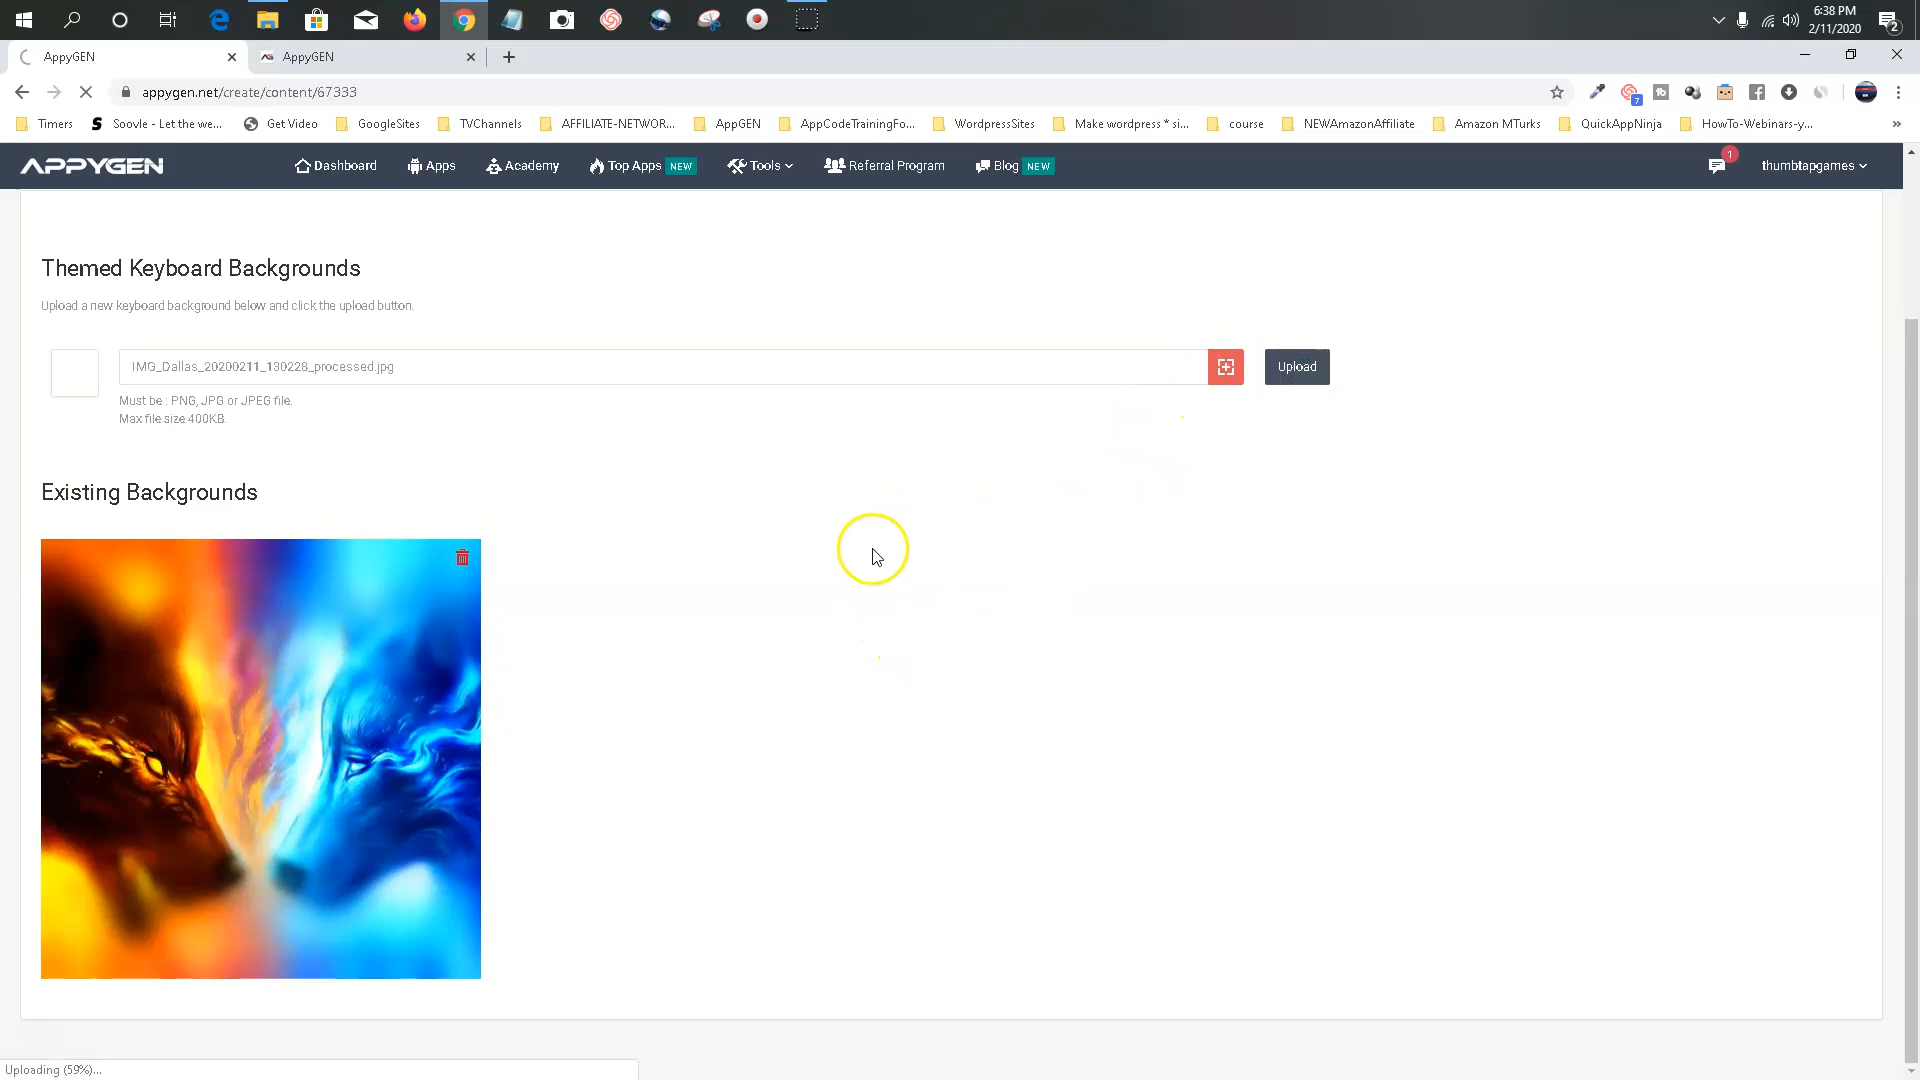 6:38 PM
2/11/2020
2
AppyGEN
AppyGEN
appygen.net/create/content/67333
7
Timers
S Soovle - Let the we...
Get Video
GoogleSites
TVChannels
AFFILIATE-NETWOR...
AppGEN
AppCodeTrainingFo...
WordpressSites
Make wordpress * si...
course
NEWAmazonAffiliate
Amazon MTurks
QuickAppNinja
HowTo-Webinars-y...
»
APPYGEN
Dashboard
Apps
Academy
Top Apps NEW
Tools
Referral Program
Blog NEW
1
thumbtapgames
Themed Keyboard Backgrounds
Upload a new keyboard background below and click the upload button.
IMG_Dallas_20200211_130228_processed.jpg
Upload
Must be : PNG, JPG or JPEG file.
Max file size 400KB.
Existing Backgrounds
Uploading (59%)...